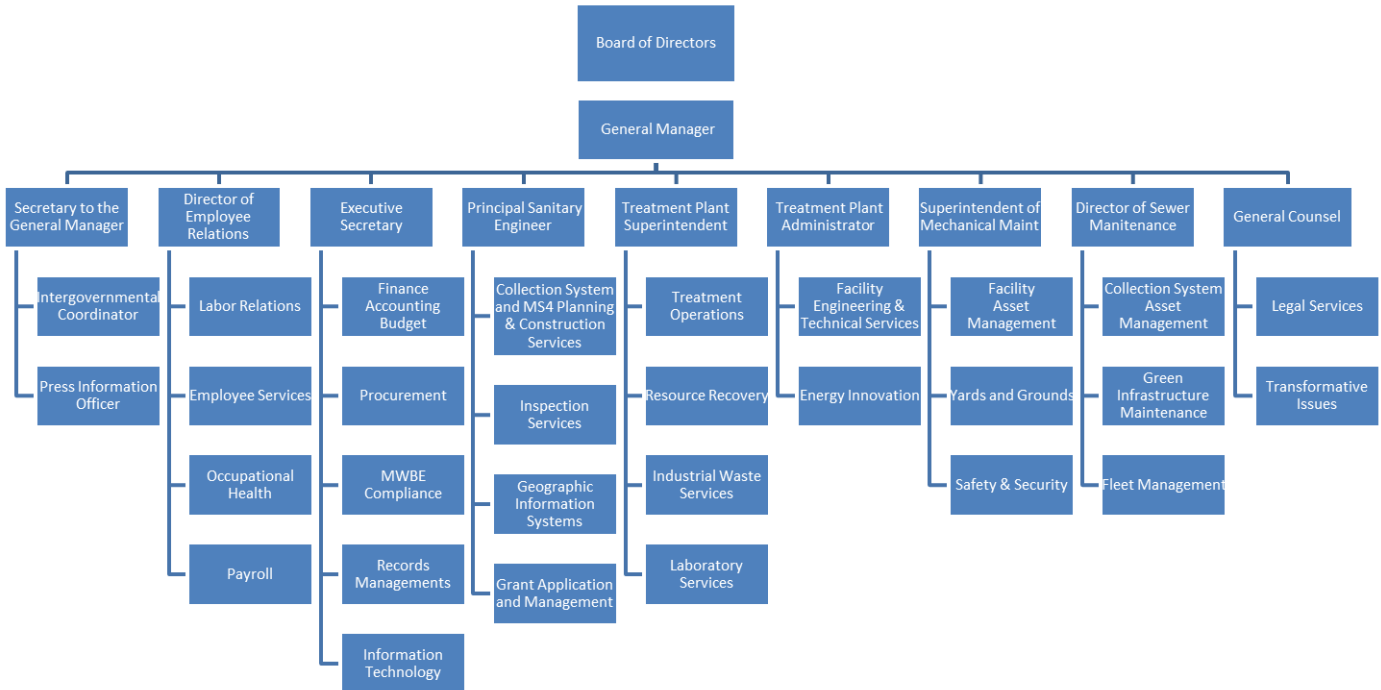 Board of Directors
General Manager
Secretary to the
General Manager
Intergovernmental
Coordinator
Press Information
Officer
Director of
Employee
Relations
Labor Relations
Employee Services
Occupational
Health
Payroll
Executive
Secretary
Finance
Accounting
Budget
Procurement
MWBE
Compliance
Records
Managements
Information
Technology
Principal Sanitary
Engineer
Collection System
and MS4 Planning
& Construction
Services
Inspection
Services
Geographic
Information
Systems
Grant Application
and Management
Treatment Plant
Superintendent
Treatment
Operations
Resource Recovery
Industrial Waste
Services
Laboratory
Services
Treatment Plant
Administrator
Facility
Engineering &
Technical Services
Energy Innovation
Superintendent of
Mechanical Maint
Facility
Asset
Management
Yards and Grounds
Safety & Security
Director of Sewer
Manitenance
Collection System
Asset
Management
Green
Infrastructure
Maintenance
Fleet Management
General Counsel
Legal Services
Transformative
Issues